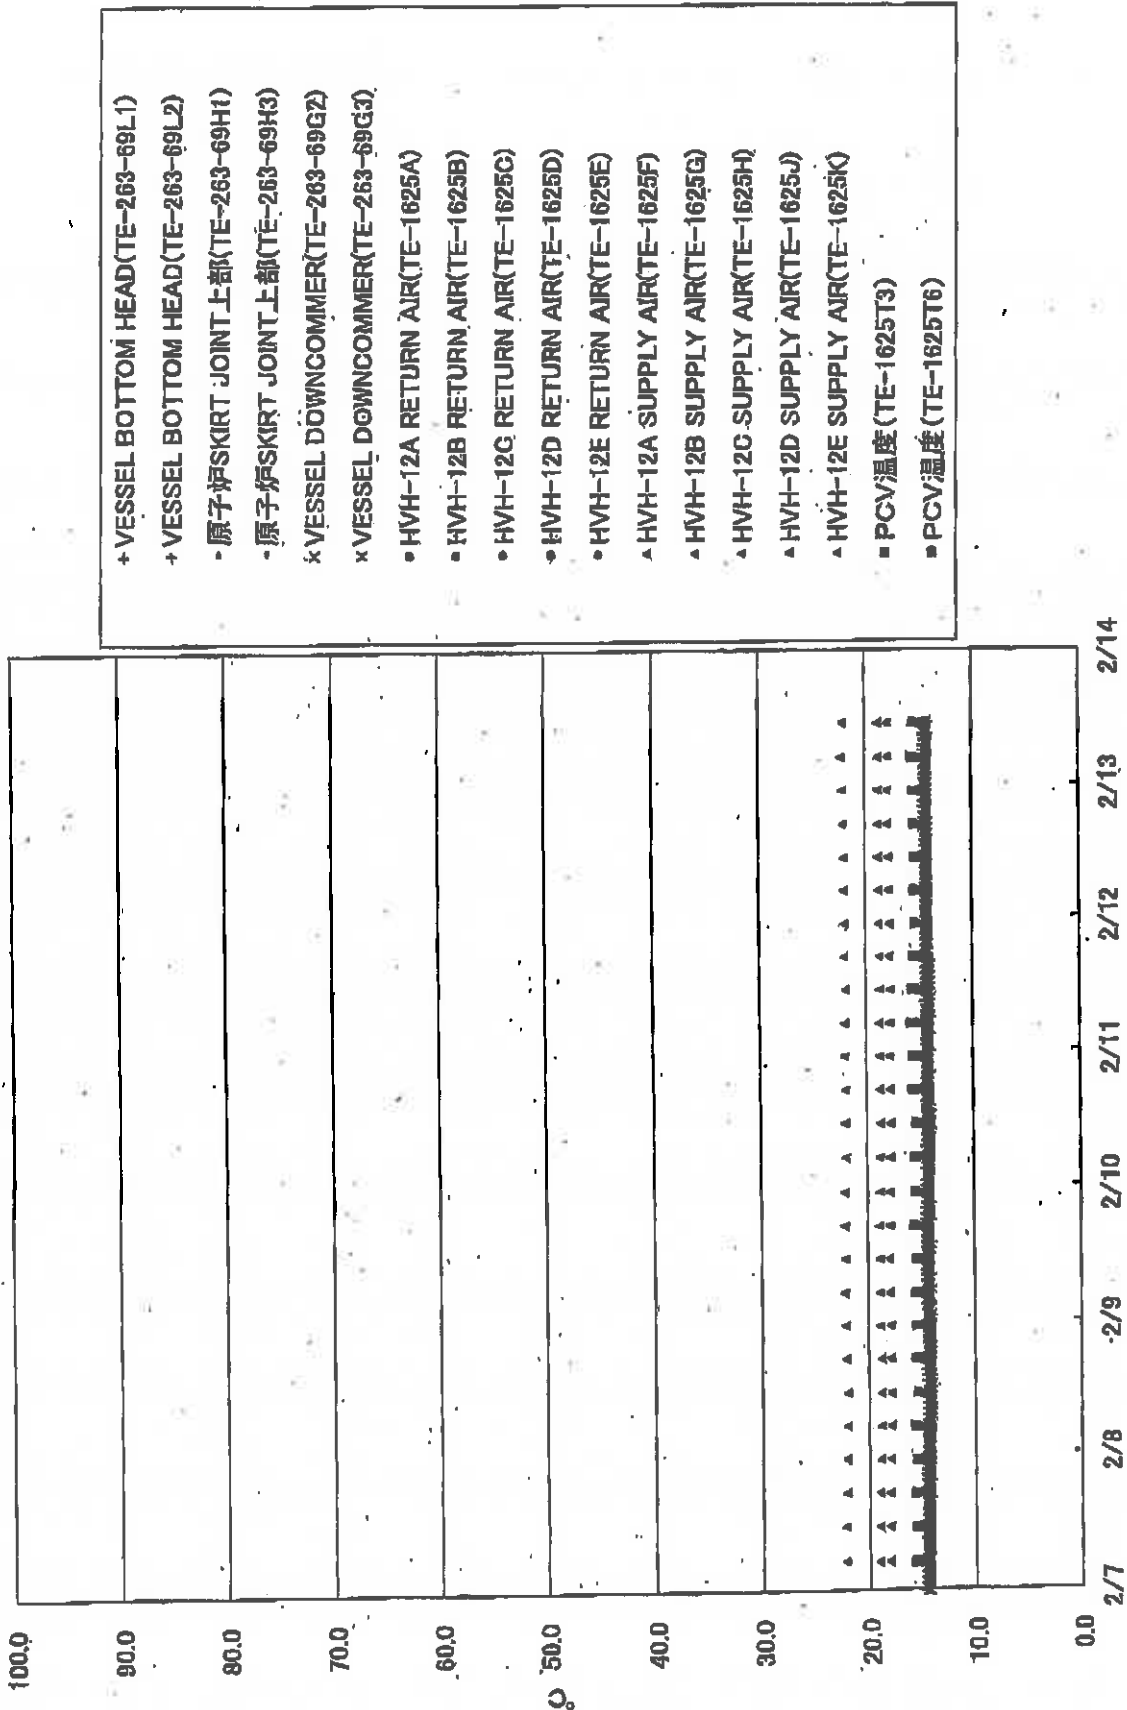 100.0
90.0
80.0
70.0
60.0
50.0
40.0
30.0
20.0
10.0
0.0
℃
2/7
2/8
2/9
2/10
2/11
2/12
2/13
2/14
+VESSEL BOTTOM HEAD(TE-263-69L1)
+VESSEL BOTTOM HEAD(TE-263-69L2)
-原子炉SKIRT JOINT上部(TE-263-69H1)
-原子炉SKIRT JOINT上部(TE-263-69H3)
×VESSEL DOWNCOMMER(TE-263-69G2)
×VESSEL DOWNCOMMER(TE-263-69G3)
●HVH-12A RETURN AIR(TE-1625A)
●HVH-12B RETURN AIR(TE-1625B)
●HVH-12C RETURN AIR(TE-1625C)
●HVH-12D RETURN AIR(TE-1625D)
●HVH-12E RETURN AIR(TE-1625E)
▲HVH-12A SUPPLY AIR(TE-1625F)
▲HVH-12B SUPPLY AIR(TE-1625G)
▲HVH-12C SUPPLY AIR(TE-1625H)
▲HVH-12D SUPPLY AIR(TE-1625J)
▲HVH-12E SUPPLY AIR(TE-1625K)
■PCV温度(TE-1625T3)
■PCV温度(TE-1625T6)